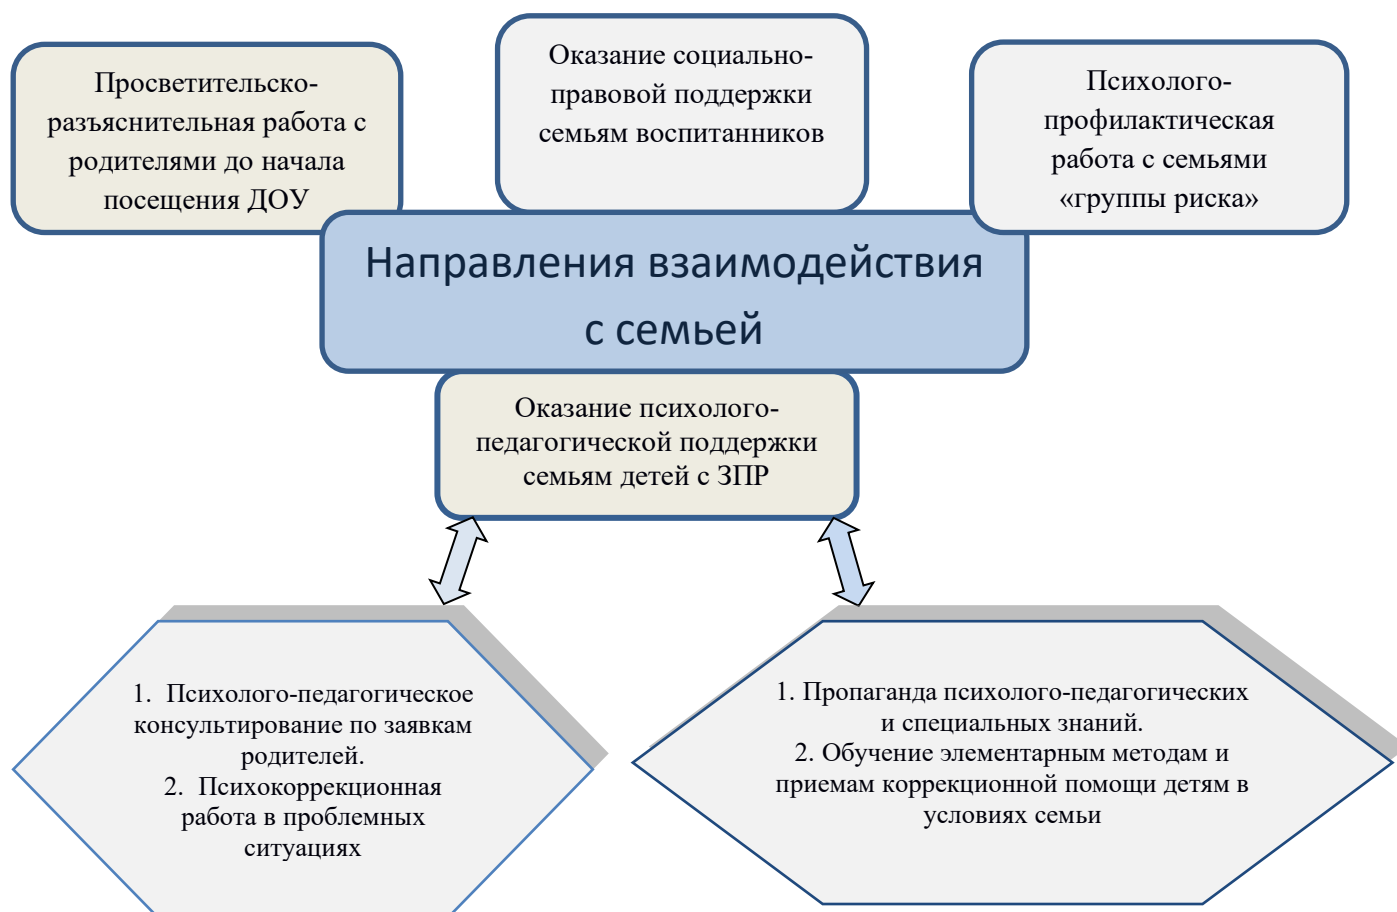 Просветительско-
разъяснительная работа с
родителями до начала
посещения ДОУ
Оказание социально-
правовой поддержки
семьям воспитанников
Психолого-
профилактическая
работа с семьями
«группы риска»
Направления взаимодействия
с семьей
Оказание психолого-
педагогической поддержки
семьям детей с ЗПР
1. Психолого-педагогическое
консультирование по заявкам
родителей.
2. Психокоррекционная
работа в проблемных
ситуациях
1. Пропаганда психолого-педагогических
и специальных знаний.
2. Обучение элементарным методам и
приемам коррекционной помощи детям в
условиях семьи